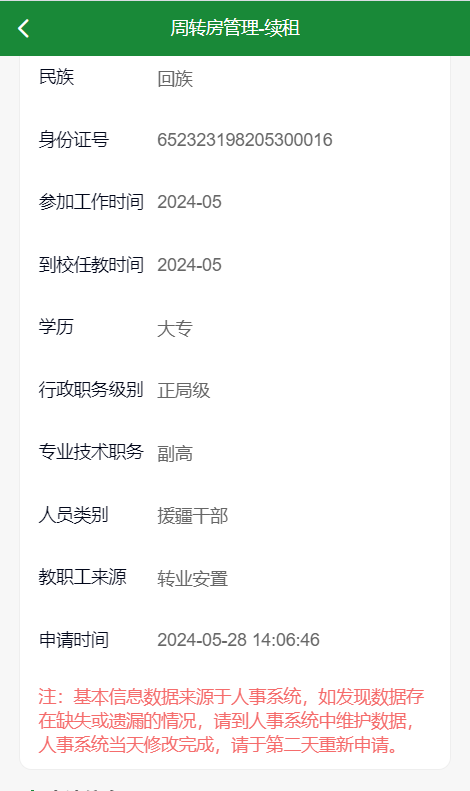 周转房管理-续租
民族 回族
身份证号 652323198205300016
参加工作时间 2024-05
到校任教时间 2024-05
学历 大专
行政职务级别 正局级
专业技术职务 副高
人员类别 援疆干部
教职工来源 转业安置
申请时间 2024-05-28 14:06:46
注：基本信息数据来源于人事系统，如发现数据存
在缺失或遗漏的情况，请到人事系统中维护数据，
人事系统当天修改完成，请于第二天重新申请。